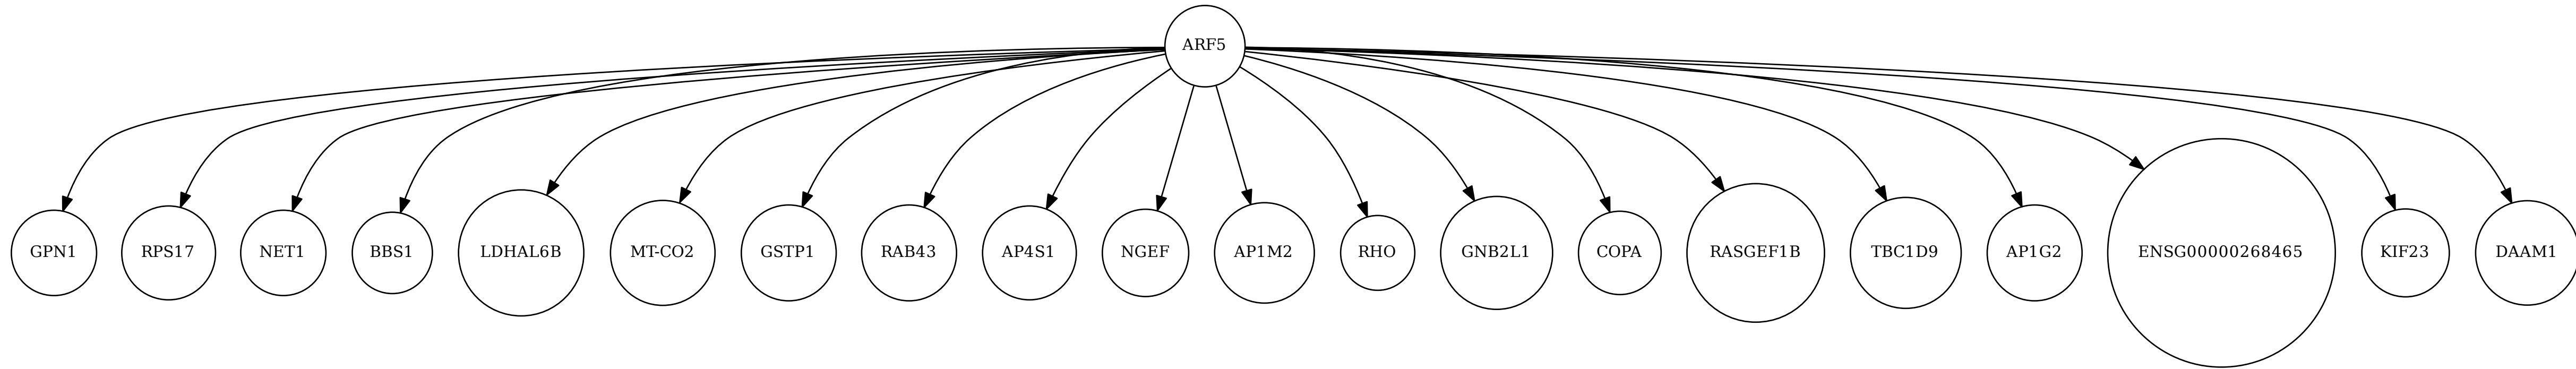 ARF5
GPN1 RPS17 NET1 BBS1 LDHAL6B MT-CO2 GSTP1 RAB43 AP4S1 NGEF AP1M2 RHO GNB2L1 COPA RASGEF1B TBC1D9 AP1G2 ENSG00000268465 KIF23 DAAM1